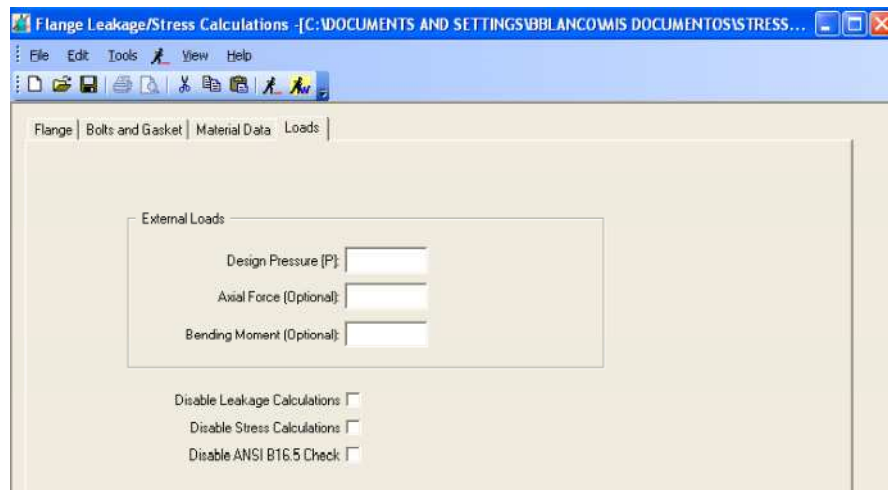 Flange Leakage/Stress Calculations -[C:\DOCUMENTS AND SETTINGS\BBLANCO\MIS DOCUMENTOS\STRESS...
File Edit Tools View Help
Flange Bolts and Gasket Material Data Loads
External Loads
Design Pressure (P):
Axial Force (Optional):
Bending Moment (Optional):
Disable Leakage Calculations
Disable Stress Calculations
Disable ANSI B16.5 Check